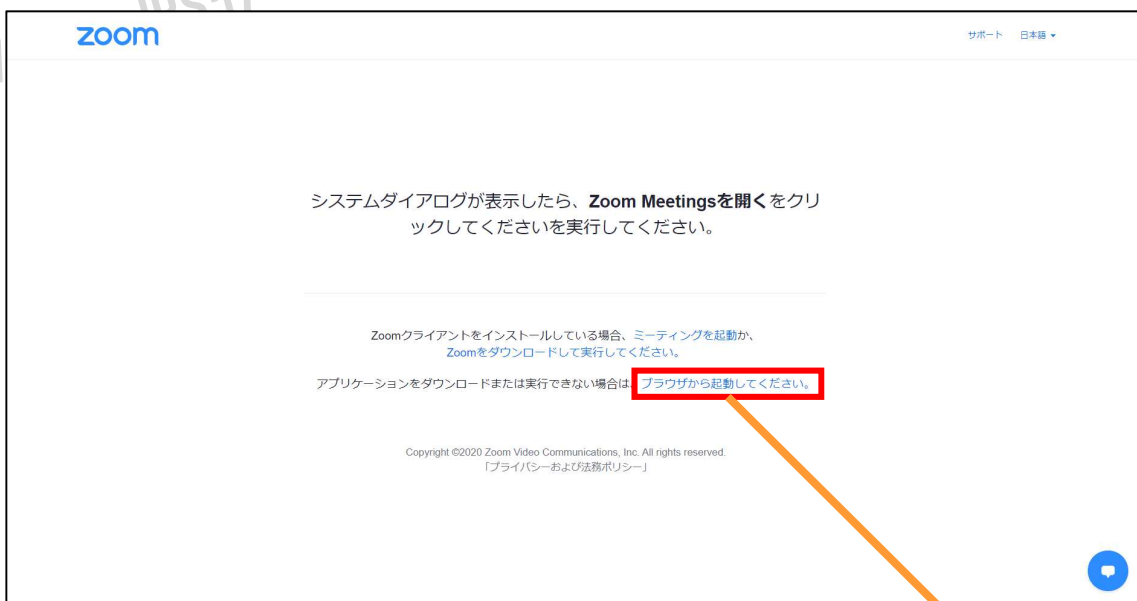 zoom
サポート 日本語
システムダイアログが表示したら、Zoom Meetingsを開くをクリ
ックしてくださいを実行してください。
Zoomクライアントをインストールしている場合、ミーティングを起動か、
Zoomをダウンロードして実行してください。
アプリケーションをダウンロードまたは実行できない場合は、ブラウザから起動してください。
Copyright ©2020 Zoom Video Communications, Inc. All rights reserved.
「プライバシーおよび法務ポリシー」